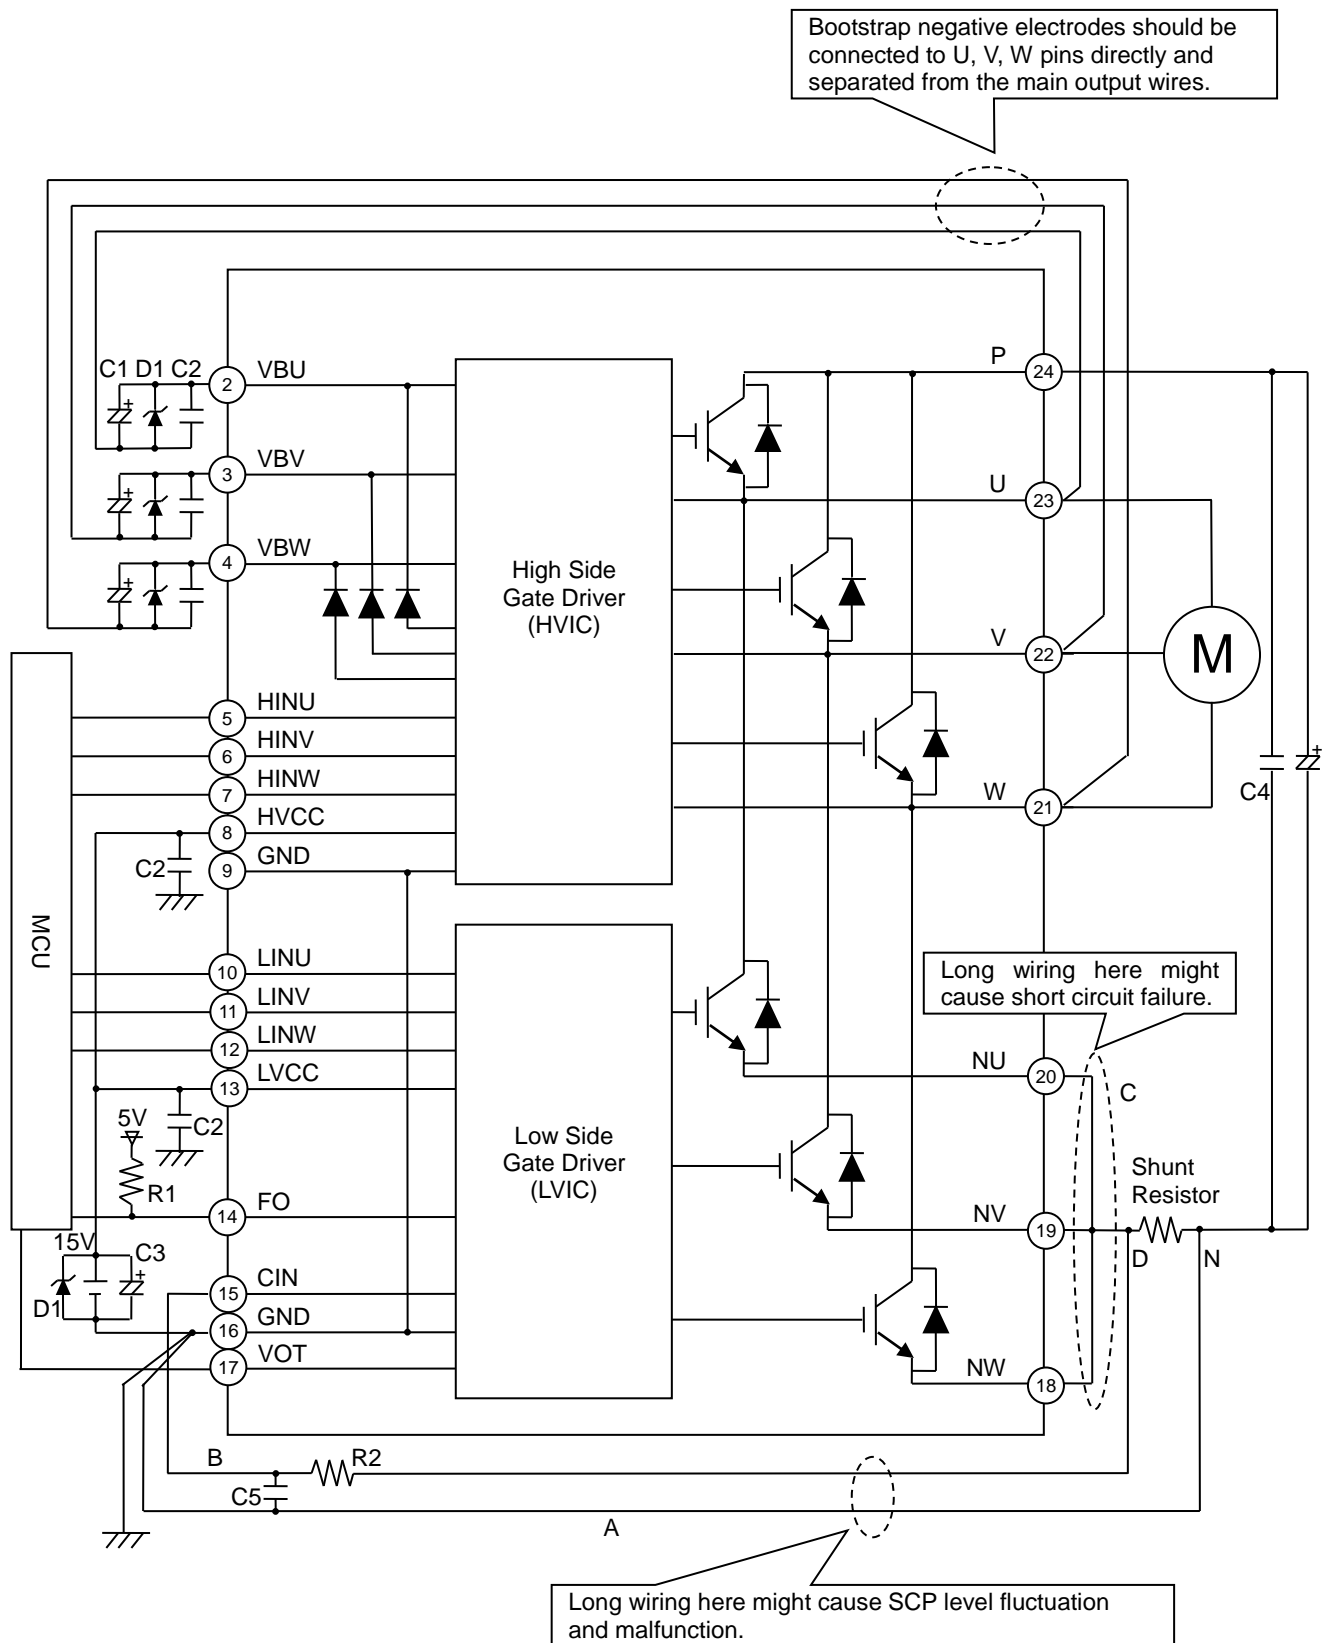 Bootstrap negative electrodes should be
connected to U, V, W pins directly and
separated from the main output wires.
C1 D1 C2
2 VBU
3 VBV
4 VBW
High Side
Gate Driver
(HVIC)
P 24
U 23
V 22
W 21
M
C4
+
+
+
+
MCU
5 HINU
6 HINV
7 HINW
8 HVCC
9 GND
C2
10 LINU
11 LINV
12 LINW
13 LVCC
C2
5V
R1
14 FO
15V
C3
+
D1
15 CIN
16 GND
17 VOT
Low Side
Gate Driver
(LVIC)
Long wiring here might
cause short circuit failure.
NU 20
C
NV 19
Shunt
Resistor
D
N
NW 18
B
R2
C5
A
Long wiring here might cause SCP level fluctuation
and malfunction.